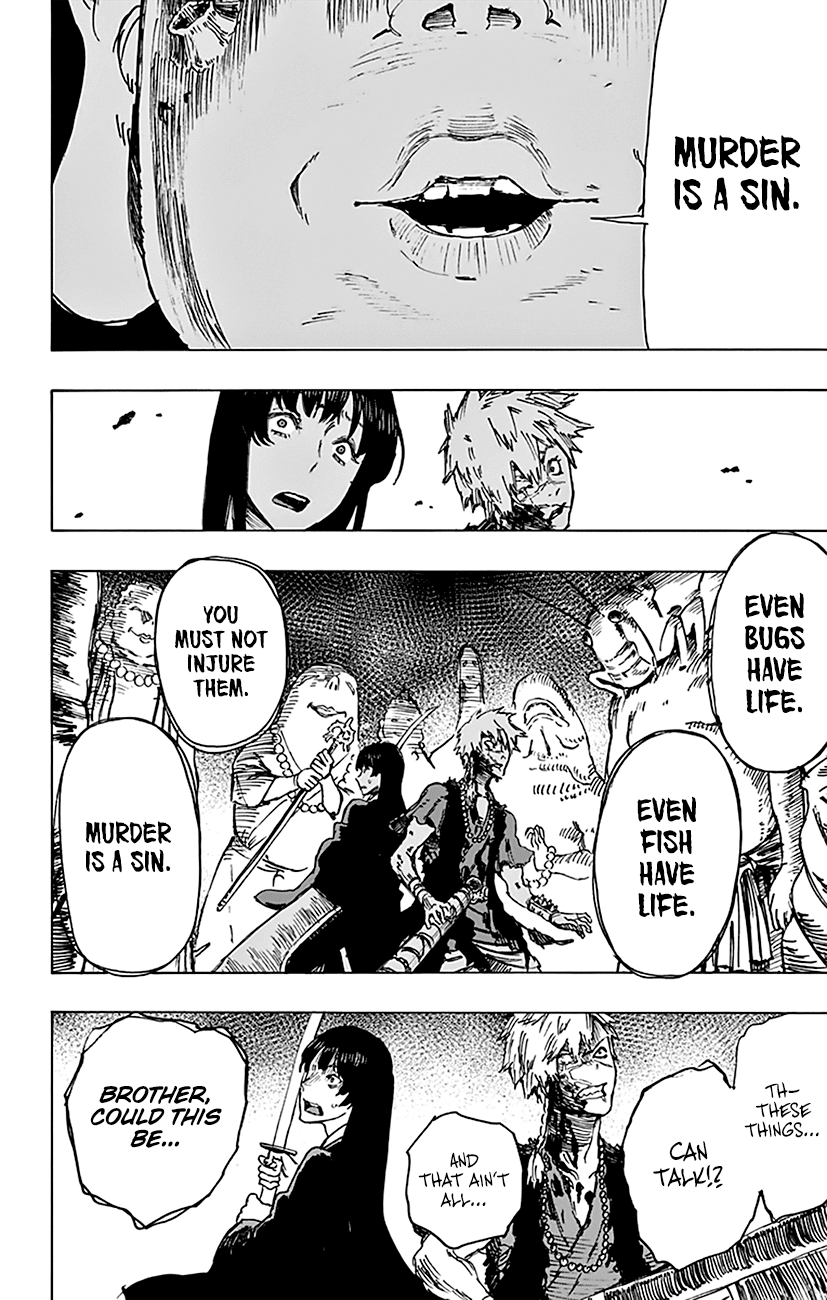 MURDER
IS A SIN.
EVEN
BUGS
HAVE
LIFE.
EVEN
FISH
HAVE
LIFE.
YOU
MUST NOT
INJURE
THEM.
MURDER
IS A SIN.
TH-
THESE
THINGS...
CAN
TALK!?
AND
THAT AIN'T
ALL...
BROTHER,
COULD THIS
BE...